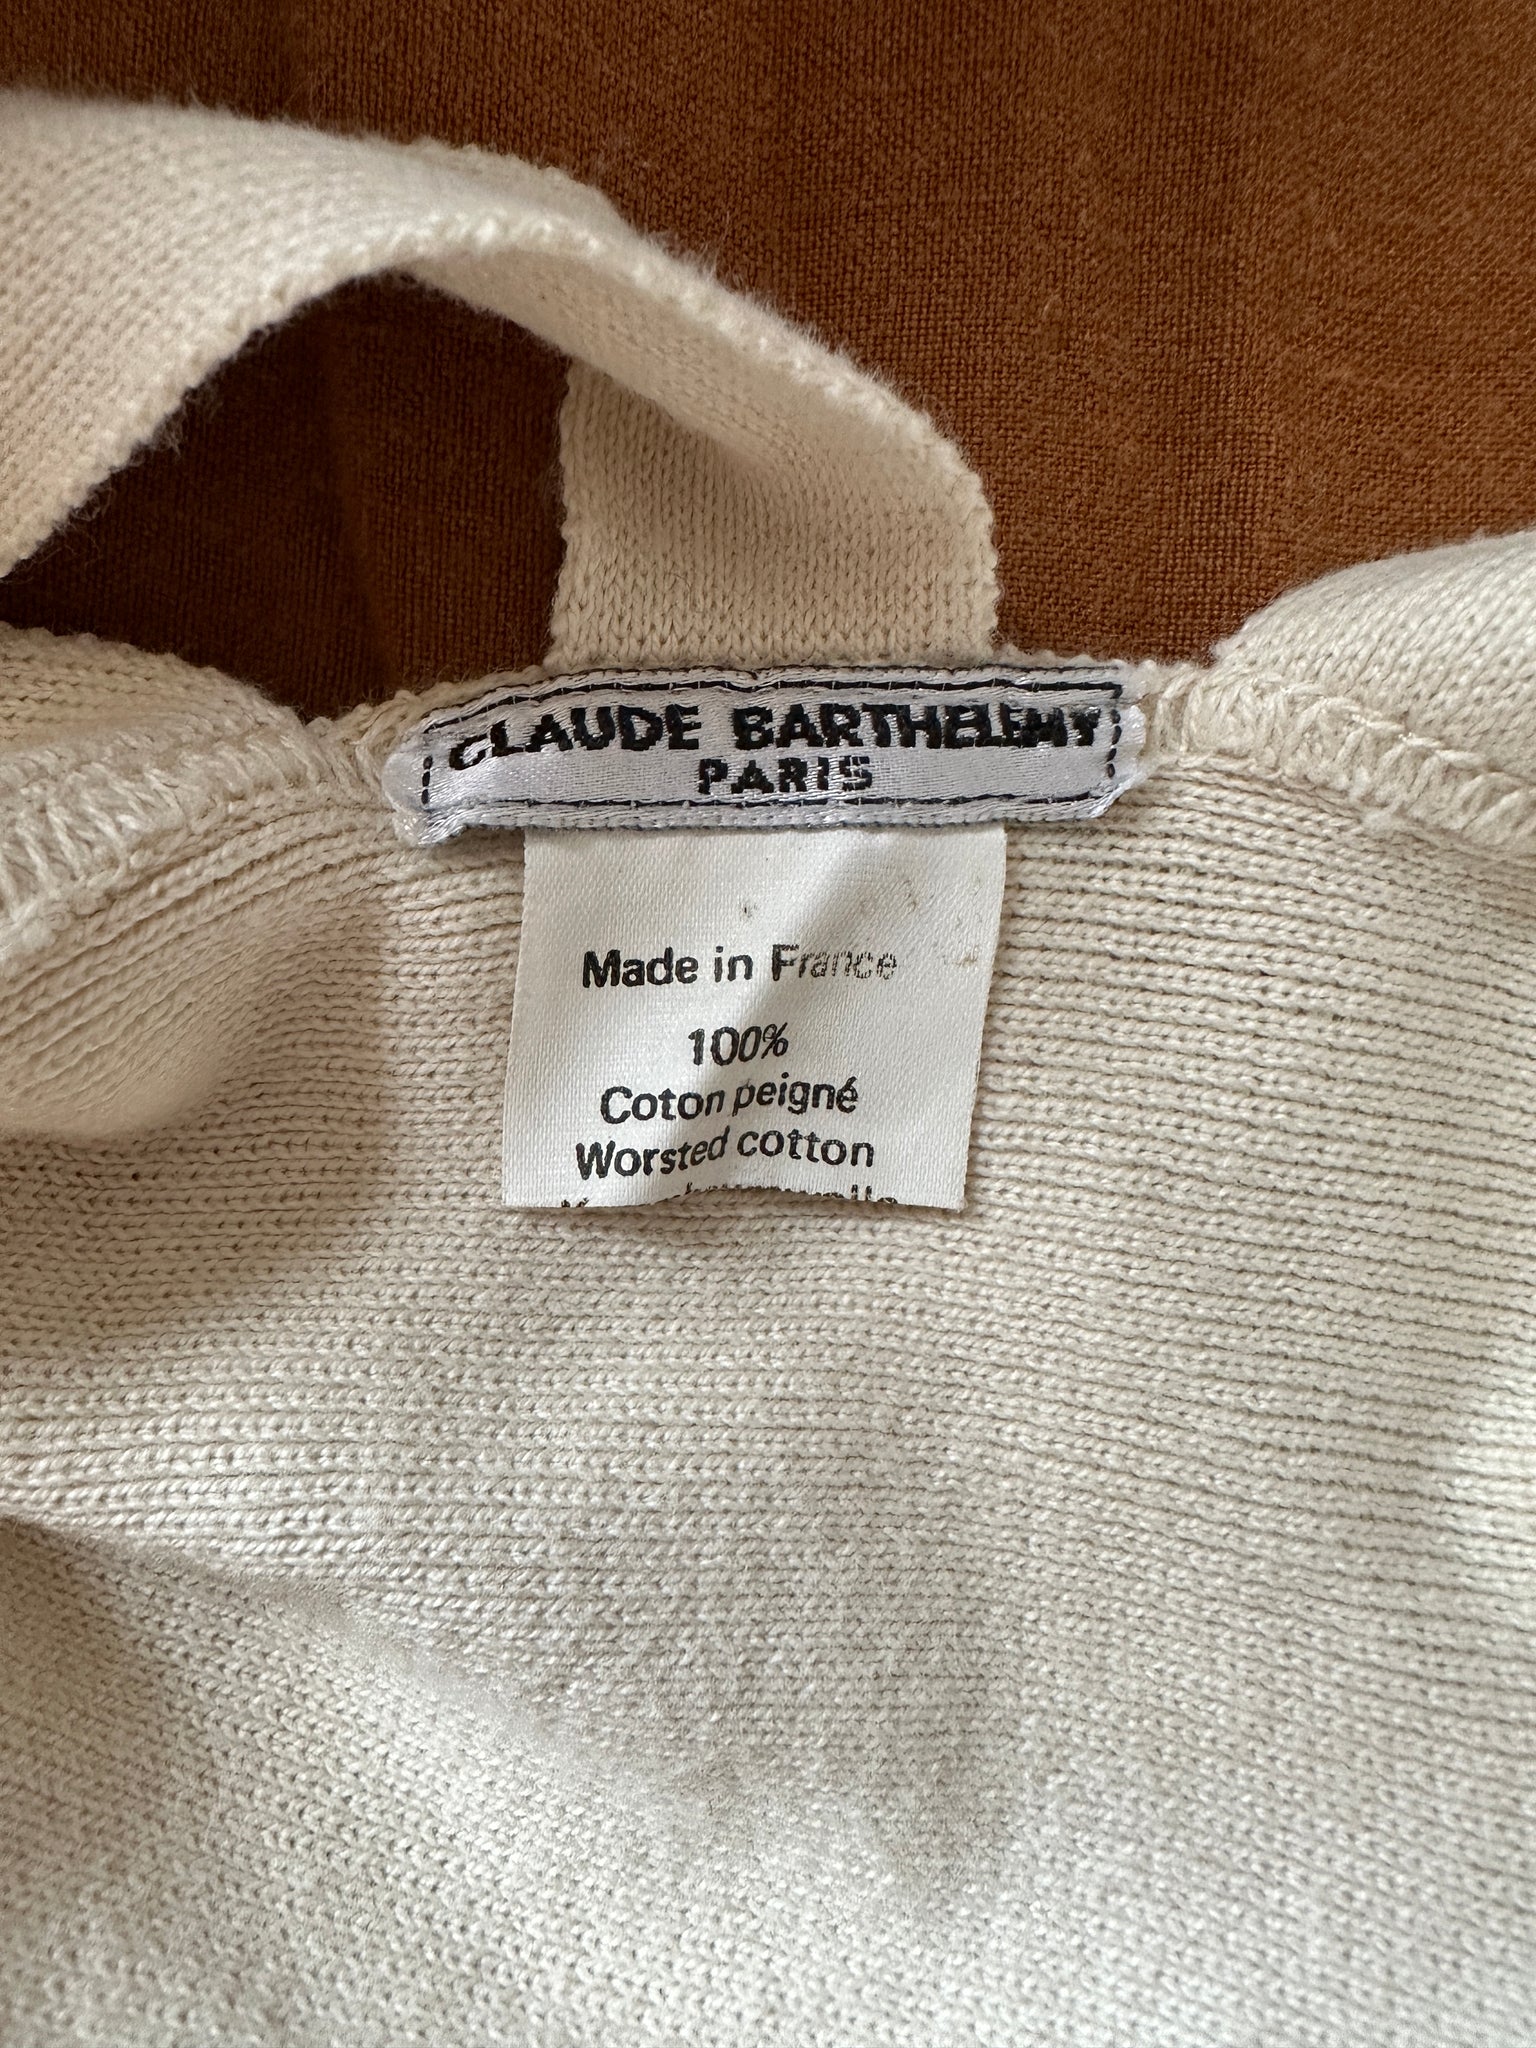 CLAUDE BARTHELEMY
PARIS
Made in France
100%
Coton peigné
Worsted cotton